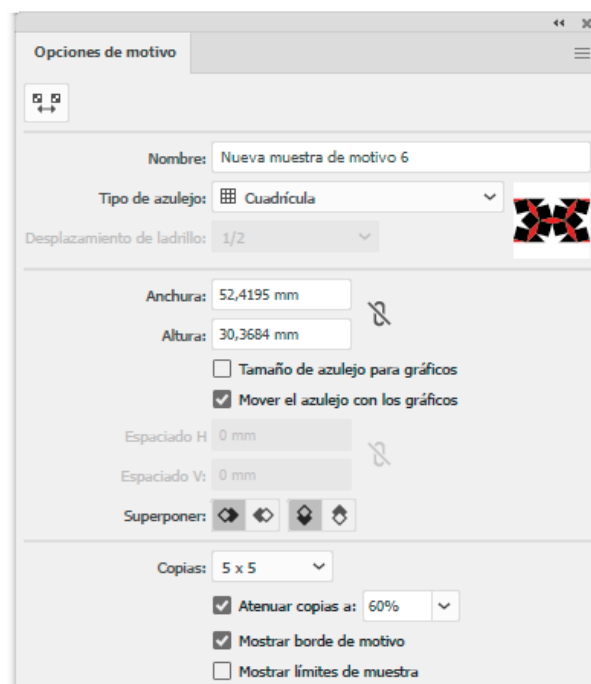 Opciones de motivo
Nombre: Nueva muestra de motivo 6
Tipo de azulejo: Cuadrícula
Desplazamiento de ladrillo: 1/2
Anchura: 52,4195 mm
Altura: 30,3684 mm
Tamaño de azulejo para gráficos
Mover el azulejo con los gráficos
Espaciado H 0 mm
Espaciado V: 0 mm
Superponer:
Copias: 5 x 5
Atenuar copias a: 60%
Mostrar borde de motivo
Mostrar límites de muestra